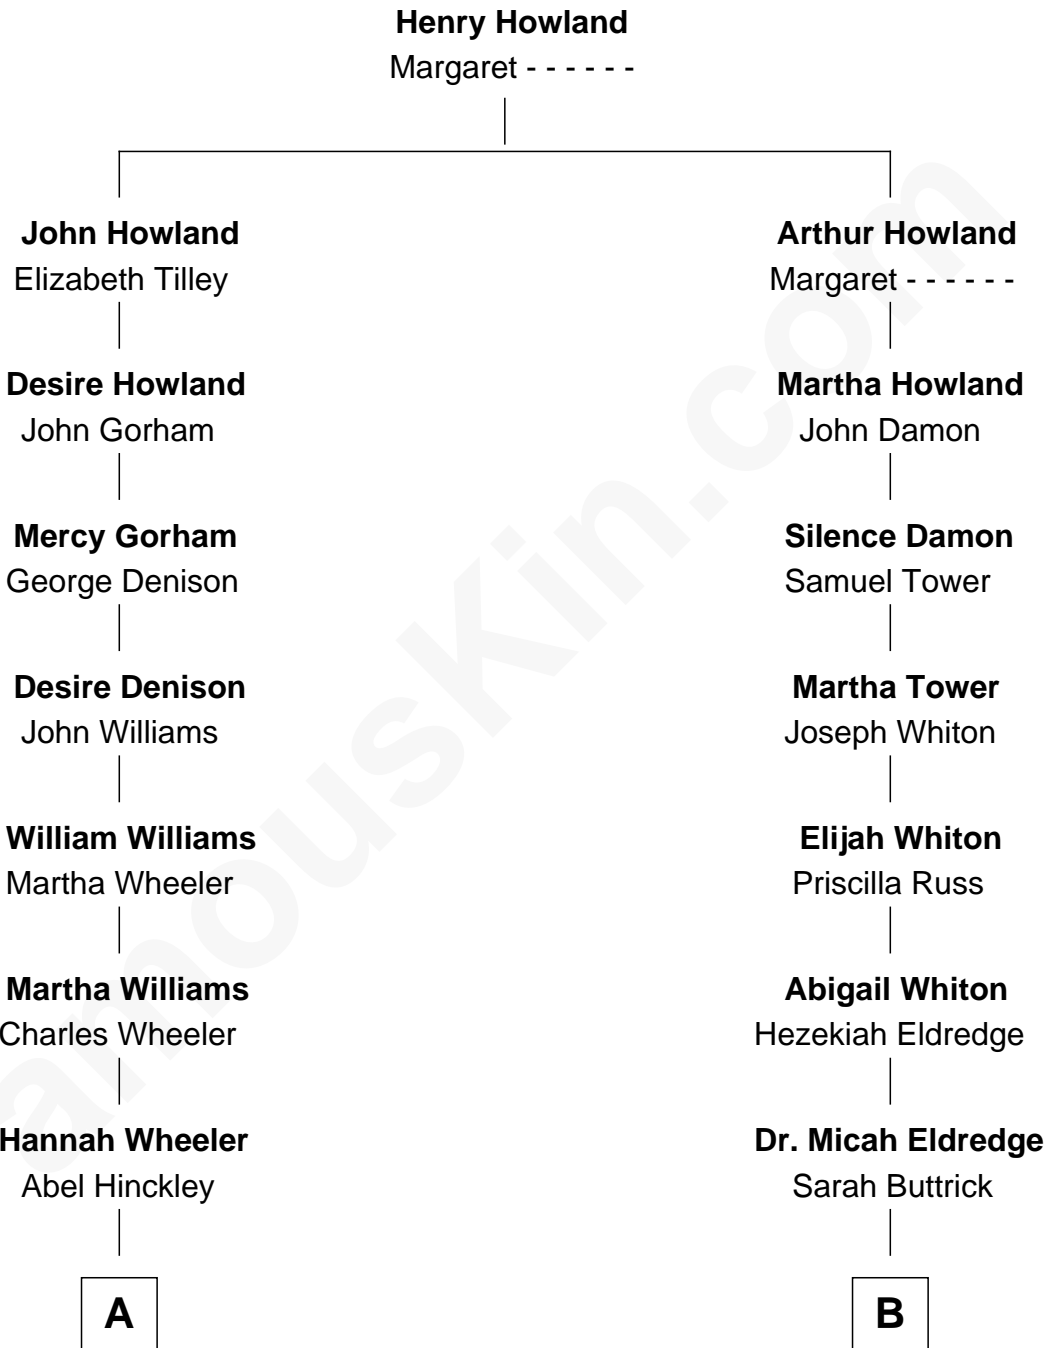 Henry Howland
Margaret - - - - - -
John Howland
Elizabeth Tilley
Arthur Howland
Margaret - - - - - -
Desire Howland
John Gorham
Martha Howland
John Damon
Mercy Gorham
George Denison
Silence Damon
Samuel Tower
Desire Denison
John Williams
Martha Tower
Joseph Whiton
William Williams
Martha Wheeler
Elijah Whiton
Priscilla Russ
Martha Williams
Charles Wheeler
Abigail Whiton
Hezekiah Eldredge
Hannah Wheeler
Abel Hinckley
Dr. Micah Eldredge
Sarah Buttrick
A
B
amousKin.com